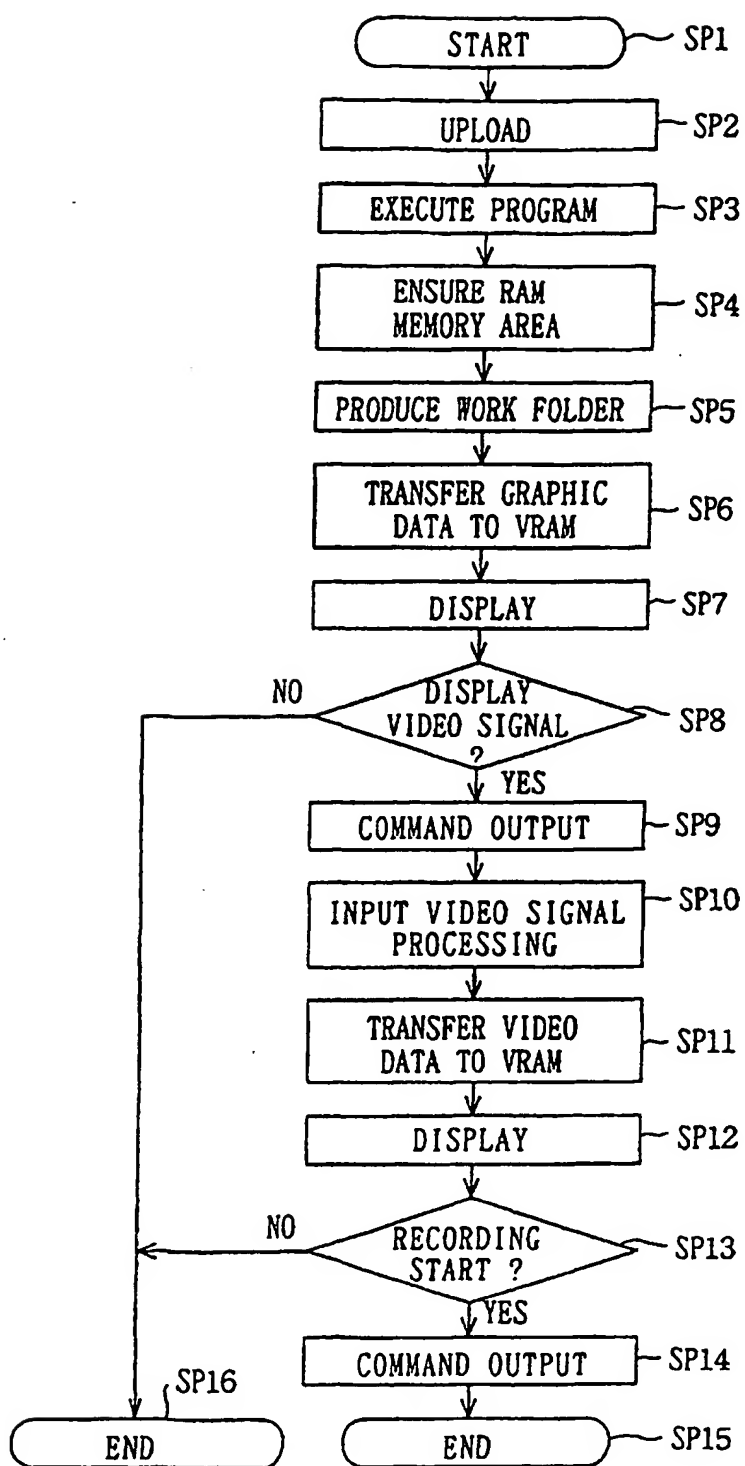 START
SP1
UPLOAD
SP2
EXECUTE PROGRAM
SP3
ENSURE RAM
MEMORY AREA
SP4
PRODUCE WORK FOLDER
SP5
TRANSFER GRAPHIC
DATA TO VRAM
SP6
DISPLAY
SP7
NO
DISPLAY
VIDEO SIGNAL
?
SP8
YES
COMMAND OUTPUT
SP9
INPUT VIDEO SIGNAL
PROCESSING
SP10
TRANSFER VIDEO
DATA TO VRAM
SP11
DISPLAY
SP12
NO
RECORDING
START ?
SP13
YES
COMMAND OUTPUT
SP14
SP16
END
END
SP15